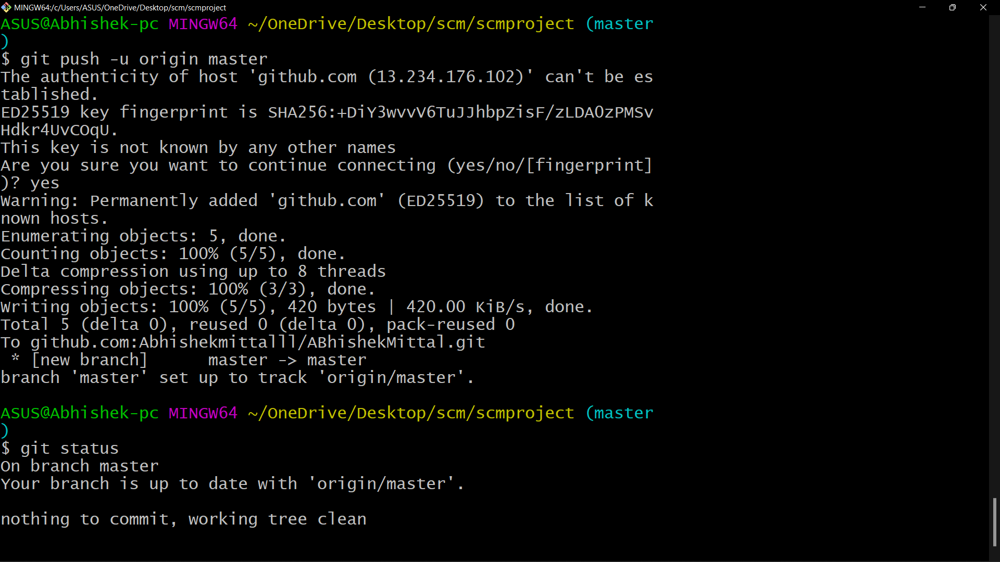 MINGW64:/c/Users/ASUS/OneDrive/Desktop/scm/scmproject
ASUS@Abhishek-pc MINGW64 ~/OneDrive/Desktop/scm/scmproject (master
)
$ git push -u origin master
The authenticity of host 'github.com (13.234.176.102)' can't be es
tablished.
ED25519 key fingerprint is SHA256:+DiY3wvvV6TuJJhbpZisF/zLDA0zPMSv
Hdkr4UvCOqU.
This key is not known by any other names
Are you sure you want to continue connecting (yes/no/[fingerprint]
)? yes
Warning: Permanently added 'github.com' (ED25519) to the list of k
nown hosts.
Enumerating objects: 5, done.
Counting objects: 100% (5/5), done.
Delta compression using up to 8 threads
Compressing objects: 100% (3/3), done.
Writing objects: 100% (5/5), 420 bytes | 420.00 KiB/s, done.
Total 5 (delta 0), reused 0 (delta 0), pack-reused 0
To github.com:Abhishekmittalll/ABhishekMittal.git
 * [new branch]      master -> master
branch 'master' set up to track 'origin/master'.
ASUS@Abhishek-pc MINGW64 ~/OneDrive/Desktop/scm/scmproject (master
)
$ git status
On branch master
Your branch is up to date with 'origin/master'.
nothing to commit, working tree clean